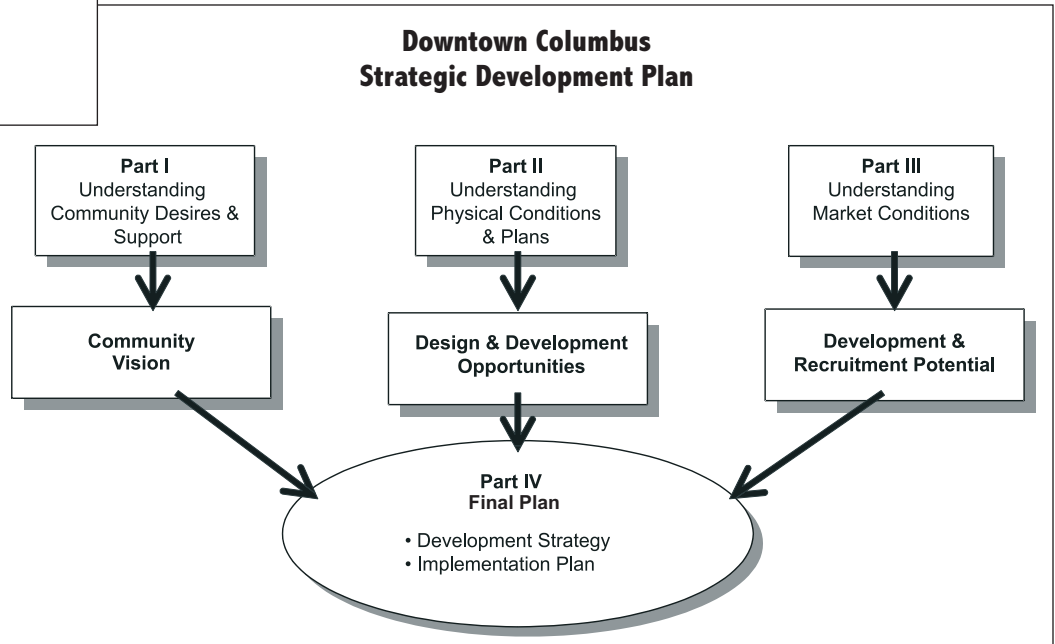 Downtown Columbus
Strategic Development Plan
Part I
Understanding
Community Desires &
Support
Part II
Understanding
Physical Conditions
& Plans
Part III
Understanding
Market Conditions
Community
Vision
Design & Development
Opportunities
Development &
Recruitment Potential
Part IV
Final Plan
• Development Strategy
• Implementation Plan